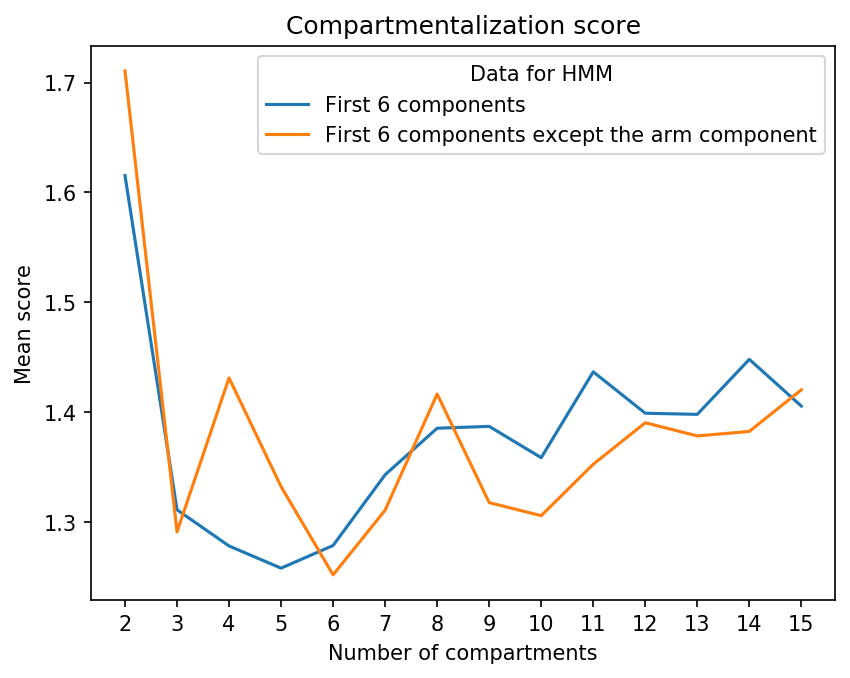 Compartmentalization score
Data for HMM
First 6 components
First 6 components except the arm component
Mean score
1.7
1.6
1.5
1.4
1.3
2 3 4 5 6 7 8 9 10 11 12 13 14 15
Number of compartments